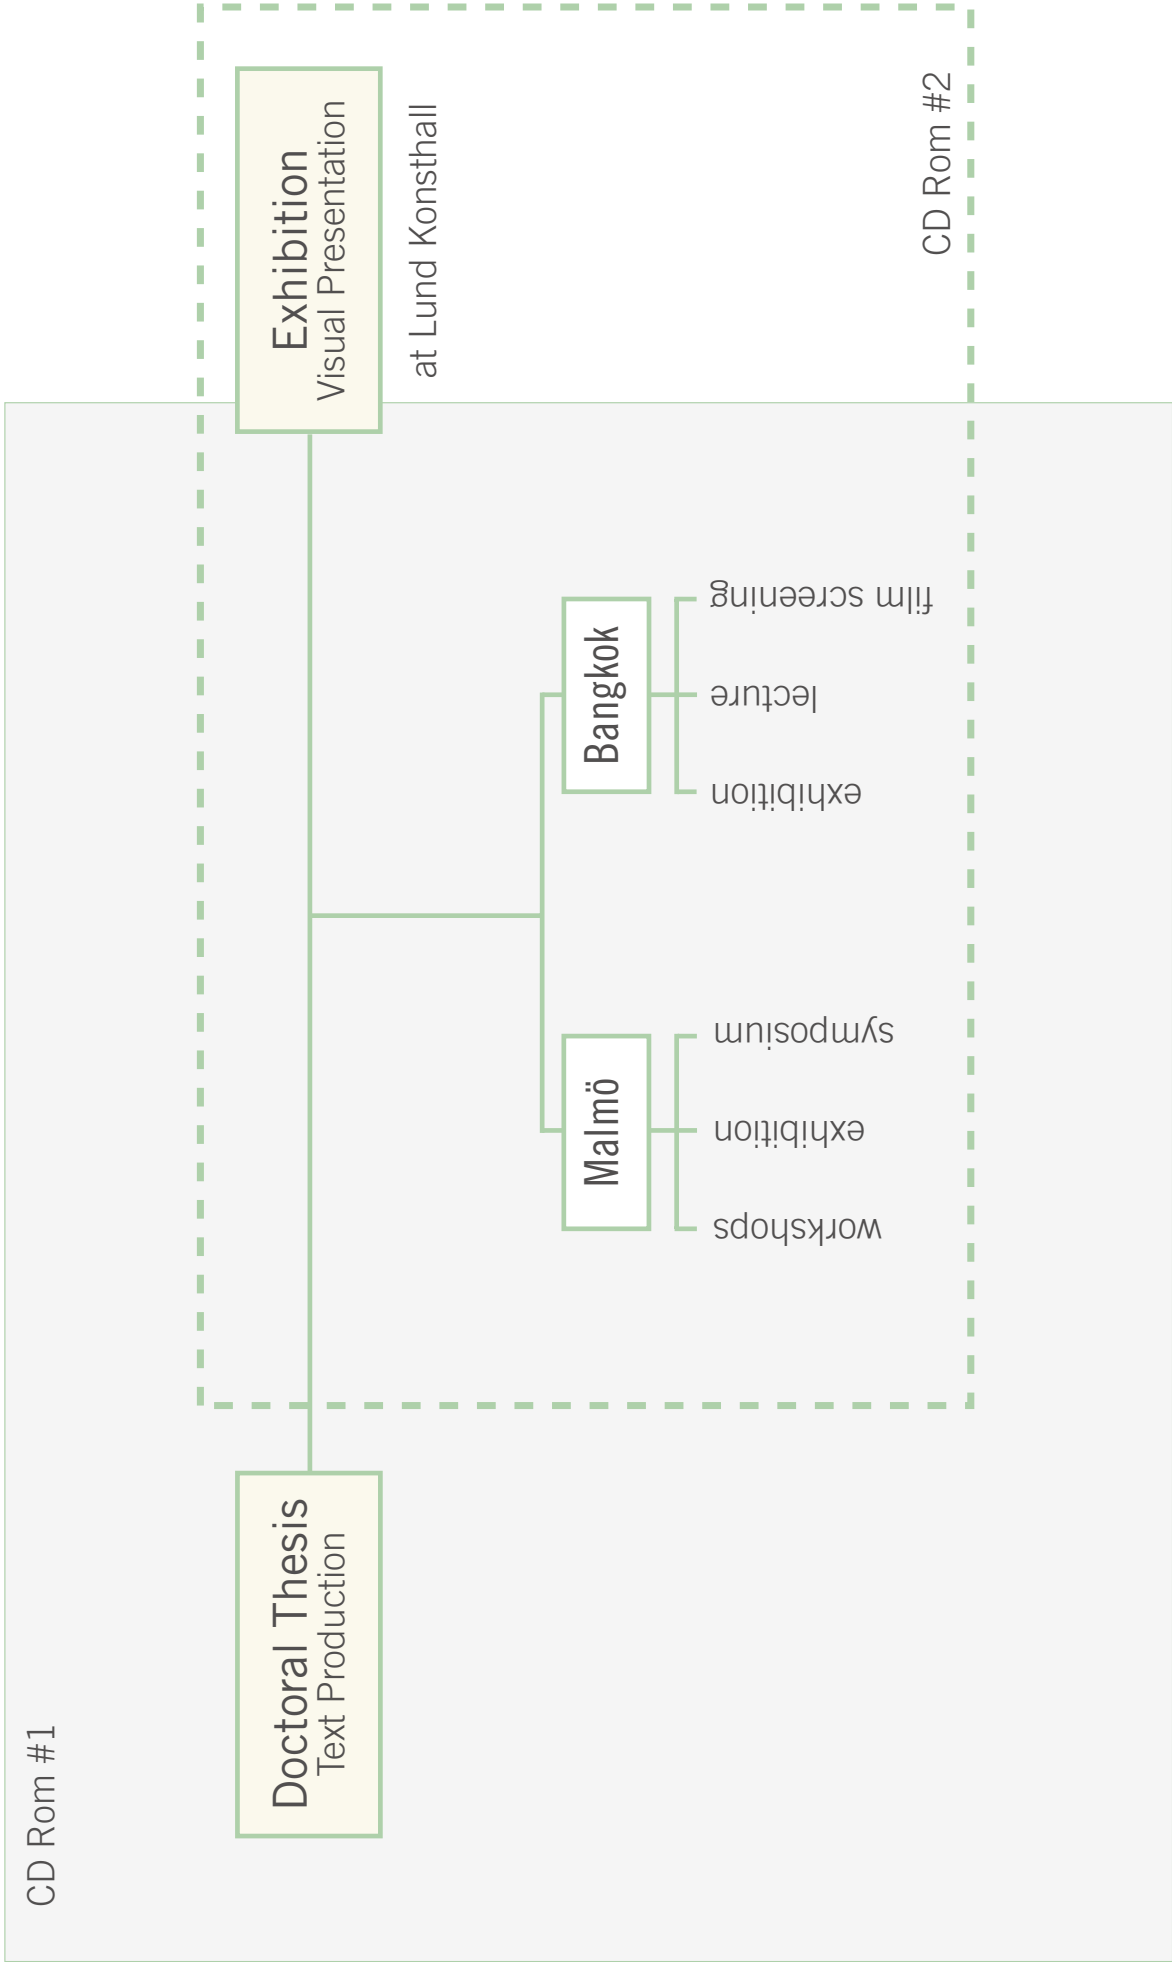 CD Rom #1
Doctoral Thesis
Text Production
Exhibition
Visual Presentation
at Lund Konsthall
Malmö
workshops
exhibition
symposium
Bangkok
exhibition
lecture
film screening
CD Rom #2